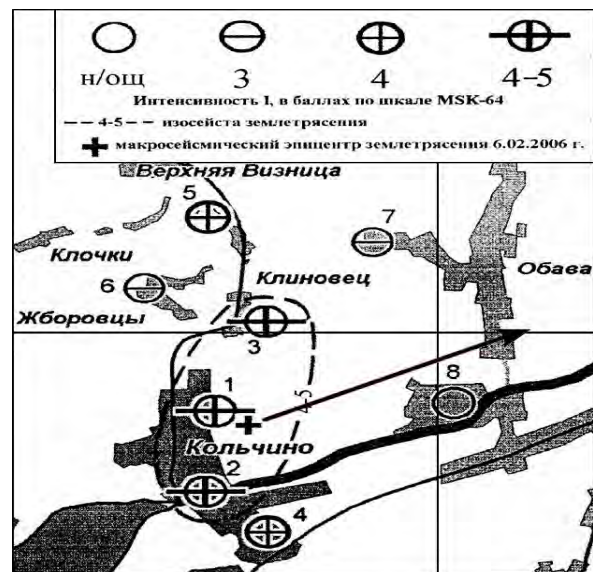 н/ощ 3 4 4-5
Интенсивность I, в баллах по шкале MSK-64
4-5 изосейста землетрясения
макросейсмический эпицентр землетрясения 6.02.2006 г.
Верхняя Визница
5
7
Клочки
Обава
6
Клиновец
Жборовцы
3
8
1
4-5
Кольчино
2
4